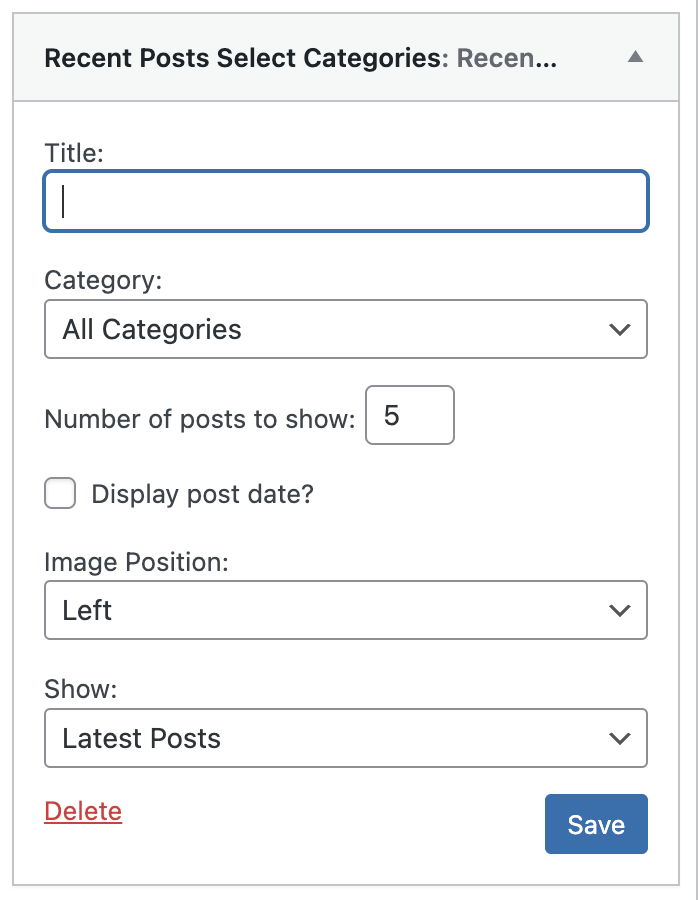 Recent Posts Select Categories: Recen...
Title:
Category:
All Categories
Number of posts to show: 5
Display post date?
Image Position:
Left
Show:
Latest Posts
Delete
Save